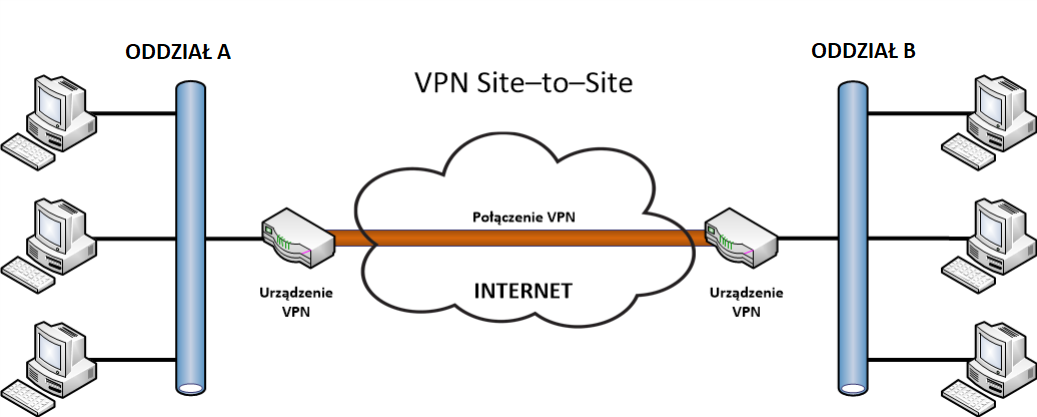 ODDZIAŁ A
ODDZIAŁ B
VPN Site–to–Site
Połączenie VPN
INTERNET
Urządzenie
VPN
Urządzenie
VPN